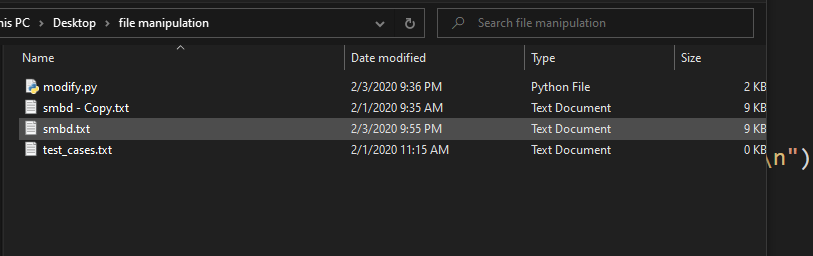 his PC > Desktop > file manipulation Search file manipulation
Name Date modified Type Size
modify.py 2/3/2020 9:36 PM Python File 2 KB
smbd - Copy.txt 2/1/2020 9:35 AM Text Document 9 KB
smbd.txt 2/3/2020 9:55 PM Text Document 9 KB
test_cases.txt 2/1/2020 11:15 AM Text Document 0 KB
\n")